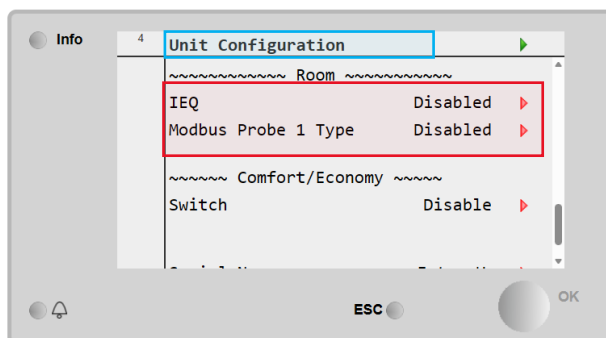 Info
4
Unit Configuration
~~~~~~~~~~~~ Room ~~~~~~~~~~~
IEQ Disabled
Modbus Probe 1 Type Disabled
~~~~~~ Comfort/Economy ~~~~~
Switch Disable
ESC
OK